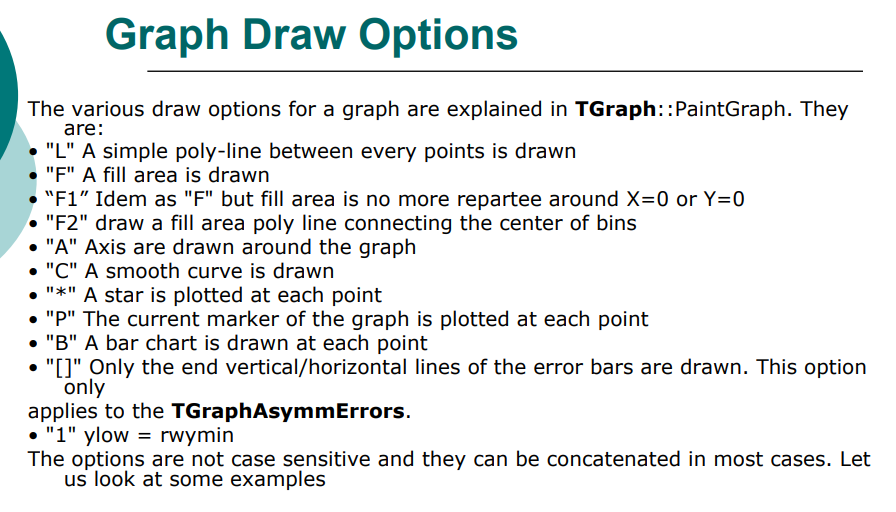 Graph Draw Options
The various draw options for a graph are explained in TGraph::PaintGraph. They
are:
• "L" A simple poly-line between every points is drawn
• "F" A fill area is drawn
• “F1” Idem as "F" but fill area is no more repartee around X=0 or Y=0
• "F2" draw a fill area poly line connecting the center of bins
• "A" Axis are drawn around the graph
• "C" A smooth curve is drawn
• "*" A star is plotted at each point
• "P" The current marker of the graph is plotted at each point
• "B" A bar chart is drawn at each point
• "[]" Only the end vertical/horizontal lines of the error bars are drawn. This option
only
applies to the TGraphAsymmErrors.
• "1" ylow = rwymin
The options are not case sensitive and they can be concatenated in most cases. Let
us look at some examples